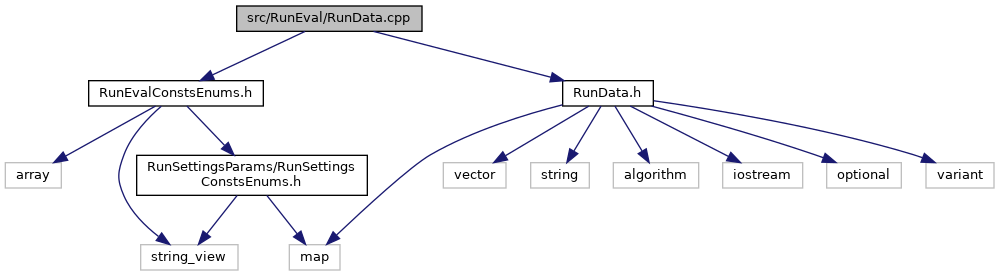 src/RunEval/RunData.cpp
RunEvalConstsEnums.h
RunData.h
array
RunSettingsParams/RunSettings
ConstsEnums.h
vector
string
algorithm
iostream
optional
variant
string_view
map